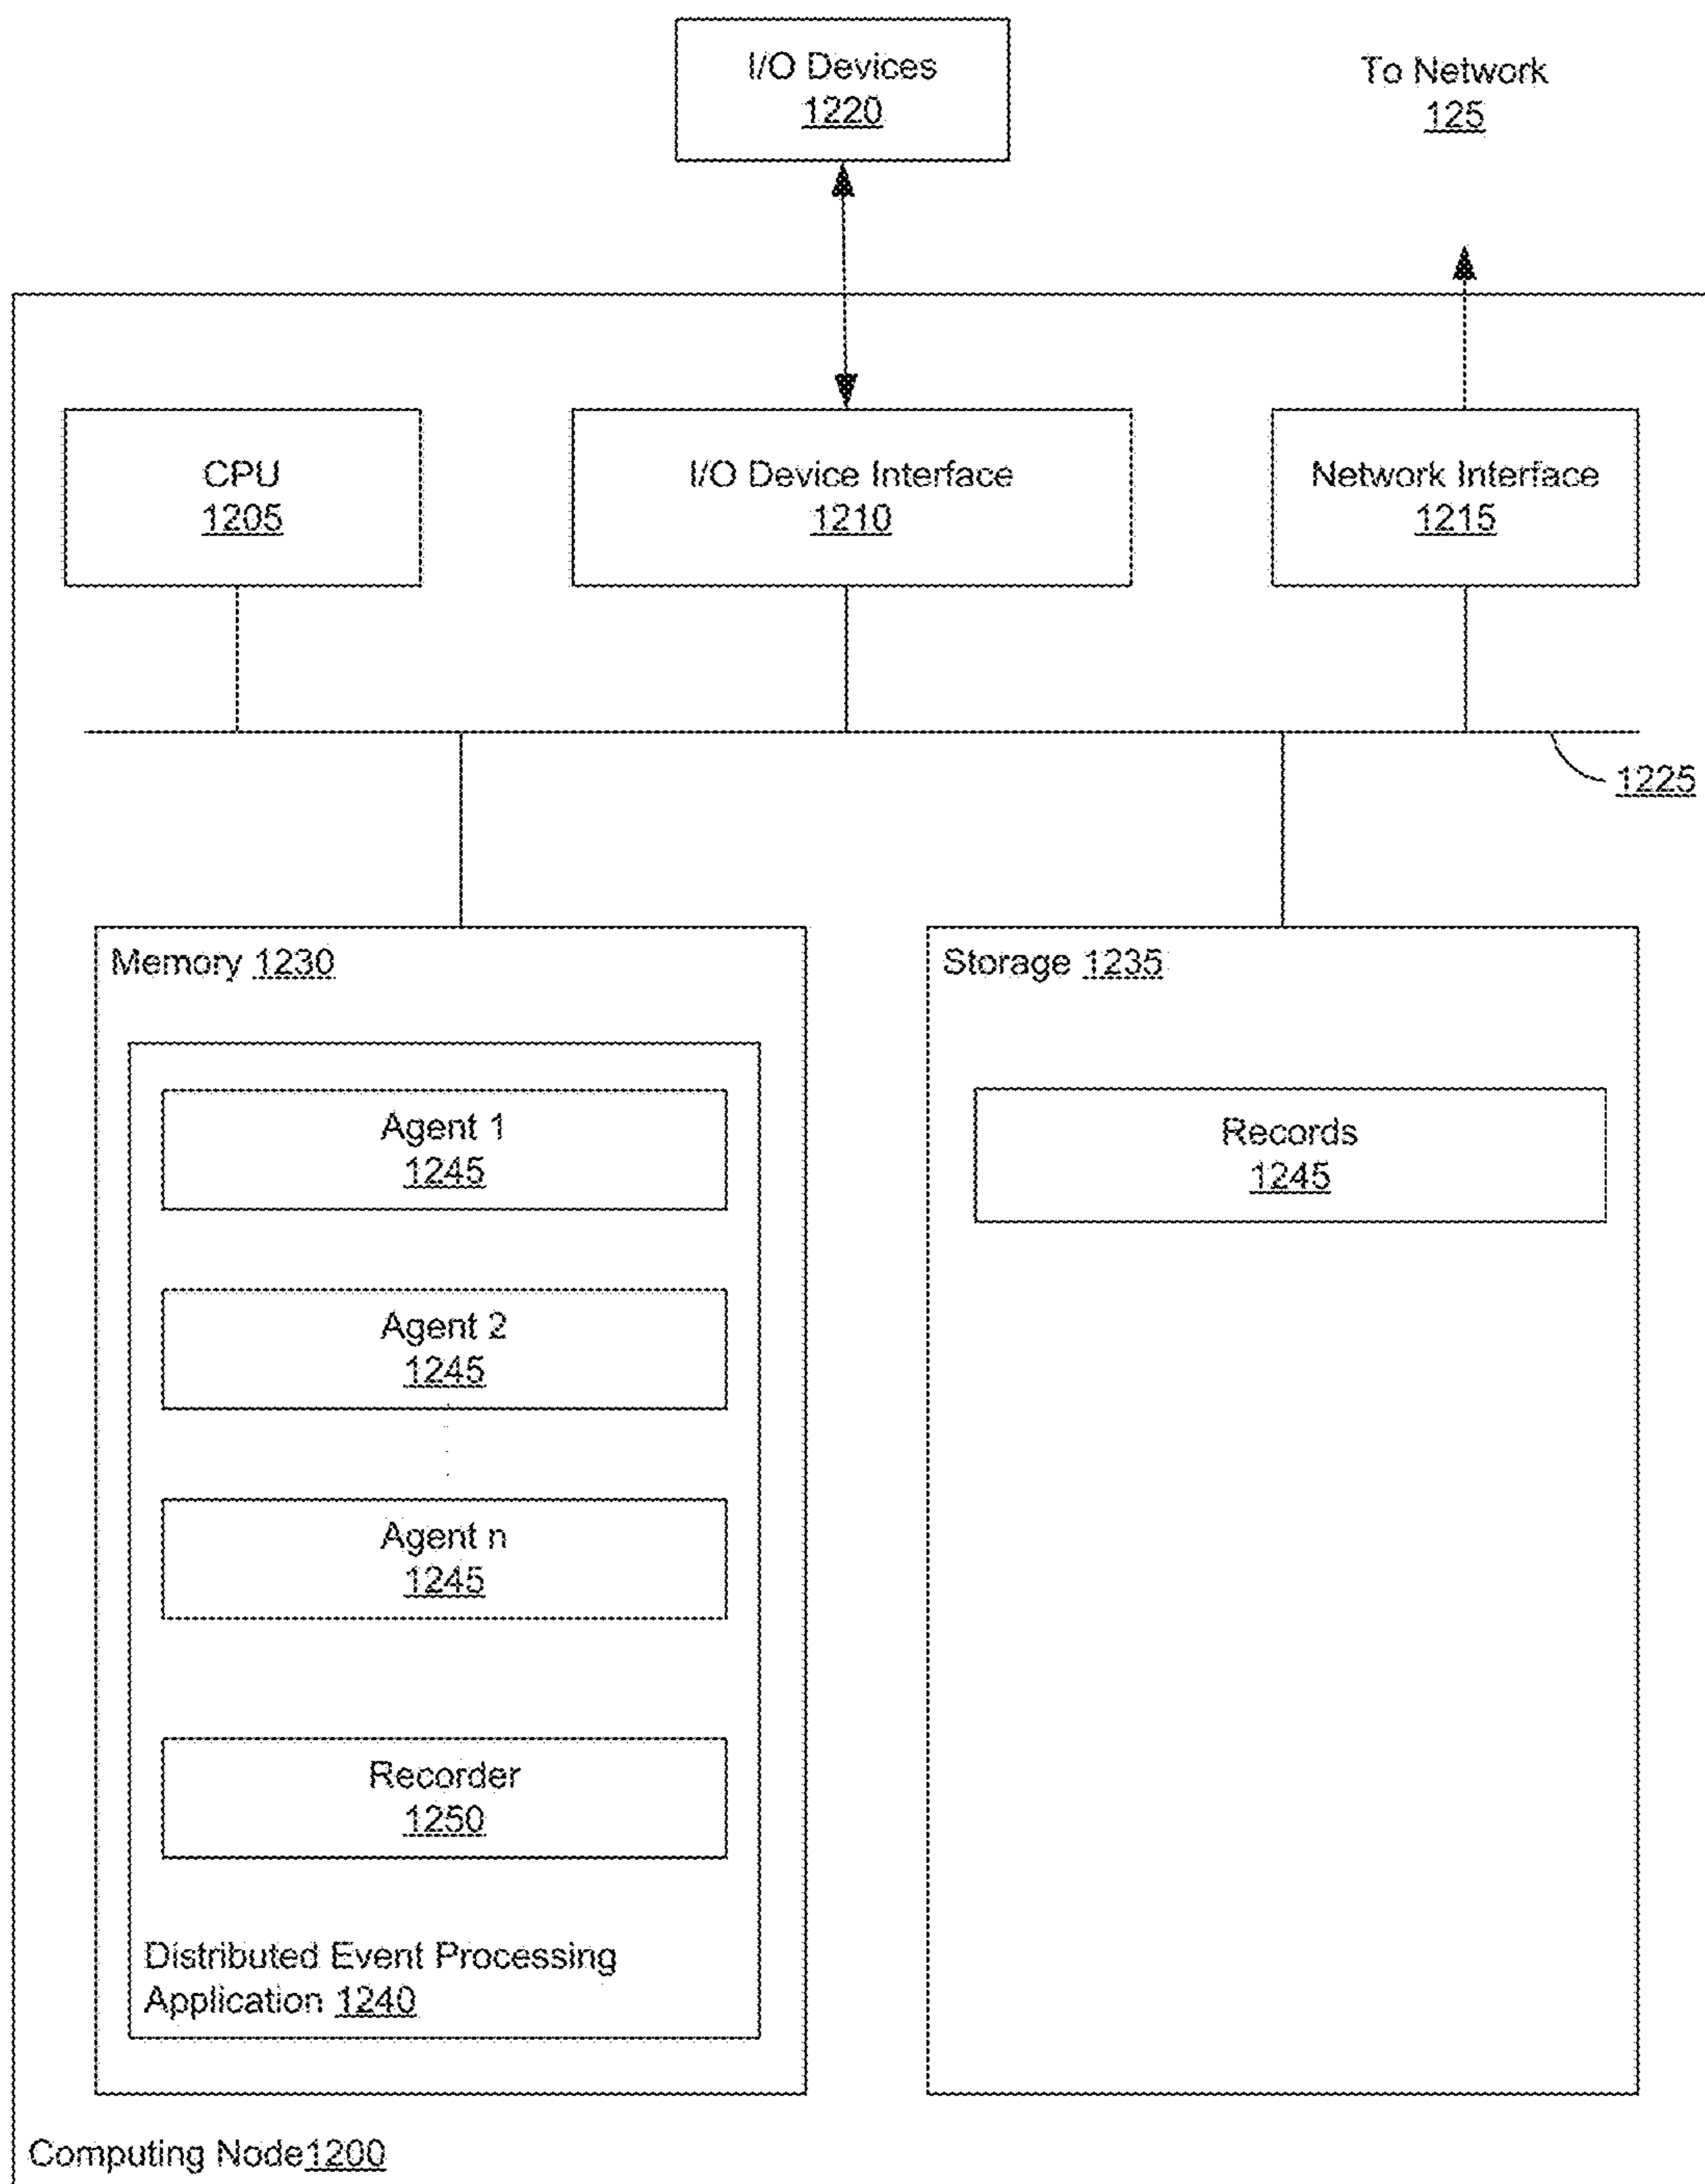 I/O Devices
1220
To Network
125
CPU
1205
I/O Device Interface
1210
Network Interface
1215
1225
Memory 1230
Storage 1235
Agent 1
1245
Records
1245
Agent 2
1245
Agent n
1245
Recorder
1250
Distributed Event Processing
Application 1240
Computing Node1200